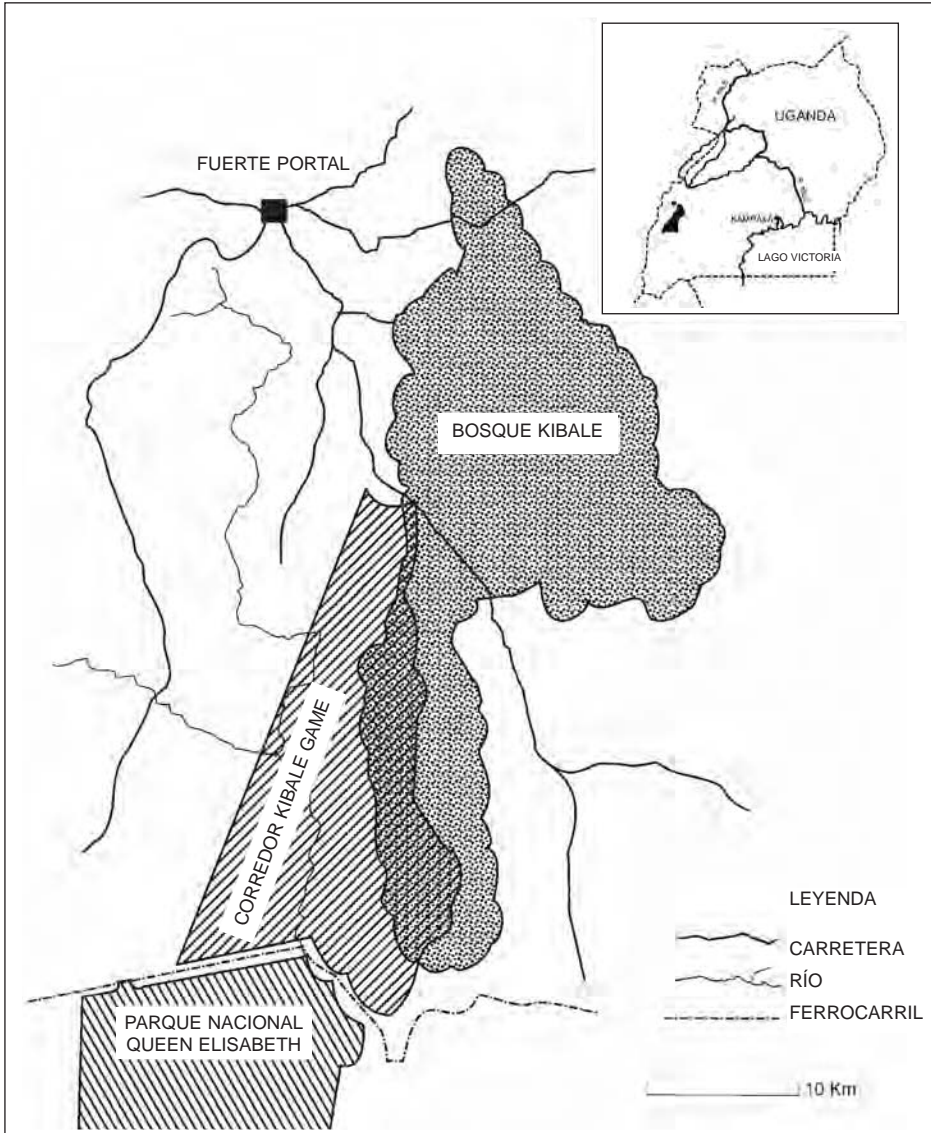 FUERTE PORTAL
UGANDA
KAMPALA
LAGO VICTORIA
BOSQUE KIBALE
CORREDOR KIBALE GAME
PARQUE NACIONAL
QUEEN ELISABETH
LEYENDA
CARRETERA
RÍO
FERROCARRIL
10 Km